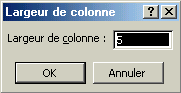 Largeur de colonne
Largeur de colonne : 5
OK Annuler